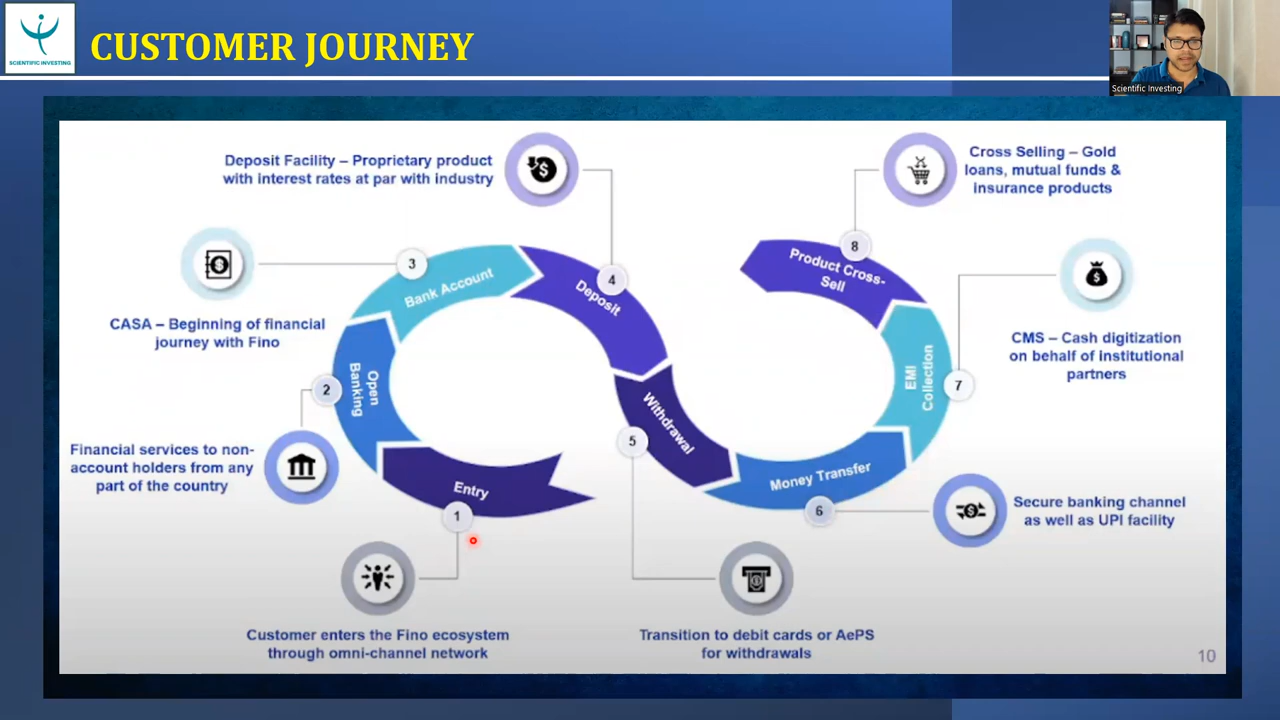 SCIENTIFIC INVESTING
CUSTOMER JOURNEY
Scientific Investing
Deposit Facility – Proprietary product
with interest rates at par with industry
Cross Selling – Gold
loans, mutual funds &
insurance products
3
Bank Account
4
Deposit
8
Product Cross-
Sell
CASA – Beginning of financial
journey with Fino
CMS – Cash digitization
on behalf of institutional
partners
2
Open
Banking
5
Withdrawal
EMI
Collection
7
Financial services to non-
account holders from any
part of the country
Entry
1
Money Transfer
6
Secure banking channel
as well as UPI facility
Customer enters the Fino ecosystem
through omni-channel network
Transition to debit cards or AePS
for withdrawals
10